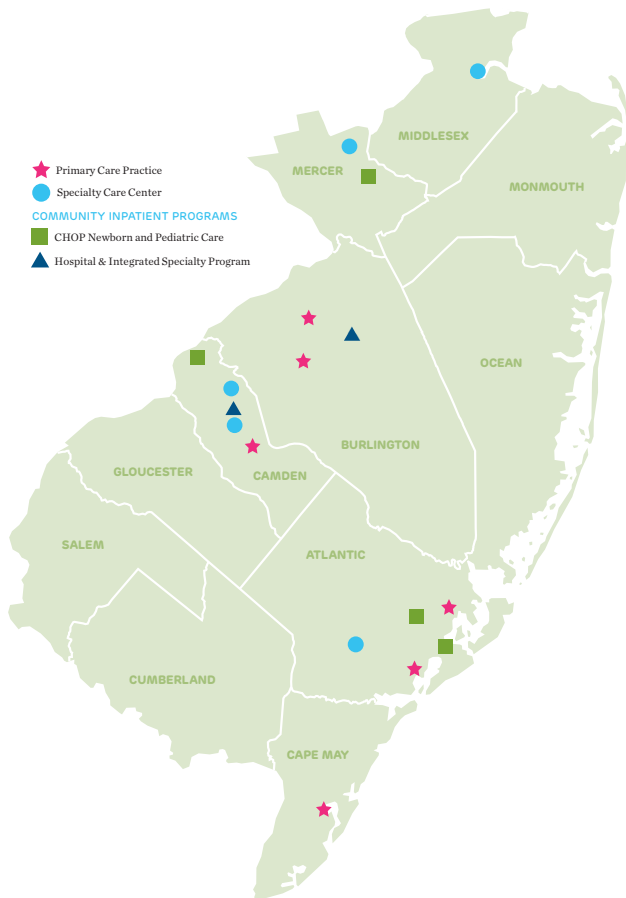 MIDDLESEX
MERCER
MONMOUTH
Primary Care Practice
Specialty Care Center
COMMUNITY INPATIENT PROGRAMS
CHOP Newborn and Pediatric Care
Hospital & Integrated Specialty Program
OCEAN
BURLINGTON
GLOUCESTER
CAMDEN
SALEM
ATLANTIC
CUMBERLAND
CAPE MAY